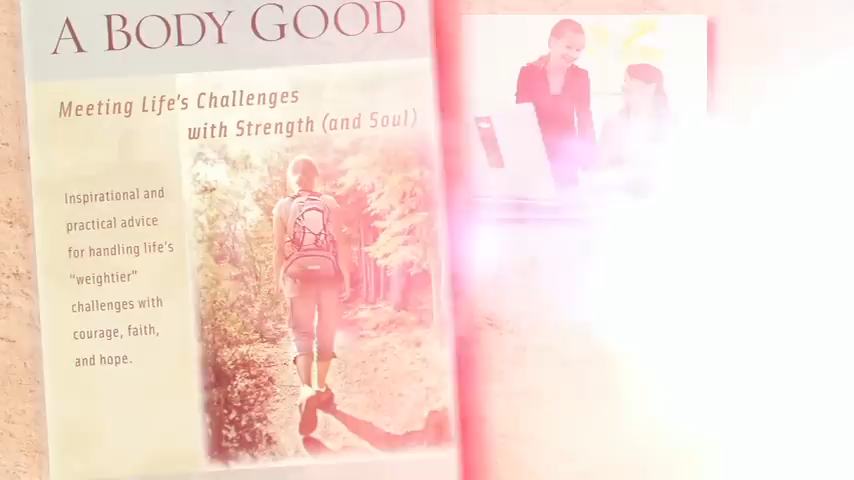 A BODY GOOD
Meeting Life's Challenges
with Strength (and Soul)
Inspirational and
practical advice
for handling life's
"weightier"
challenges with
courage, faith,
and hope.